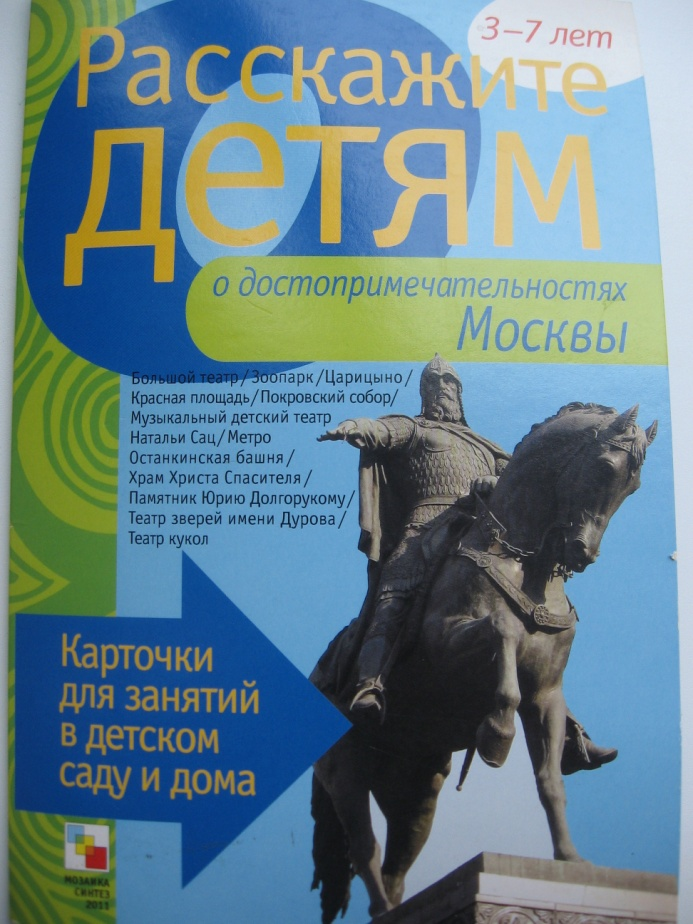 3–7 лет
Расскажите
детям
о достопримечательностях
Москвы
Большой театр/Зоопарк/Царицыно/
Красная площадь/Покровский собор/
Музыкальный детский театр
Натальи Сац/Метро
Останкинская башня/
Храм Христа Спасителя/
Памятник Юрию Долгорукому/
Театр зверей имени Дурова/
Театр кукол
Карточки
для занятий
в детском
саду и дома
МОЗАИКА
СИНТЕЗ
2011